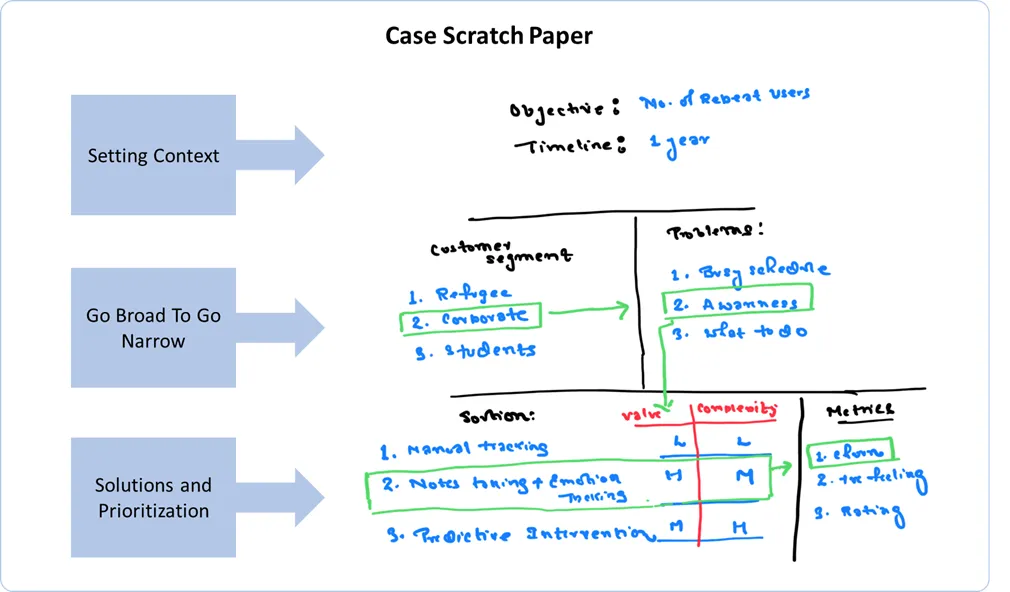 Case Scratch Paper
Setting Context
Objective: No. of Repeat users
Timeline: 1 year
Go Broad To Go
Narrow
Customer
segment
1. Refugee
2. Corporate
3. Students
Problems:
1. Busy schedule
2. Awarness
3. What to do
Solutions and
Prioritization
Soltion: Value Complexity
1. Manual tracking L L
2. Notes taking + Emotion H M
Tracking
3. Predictive Intervention M H
Metrics
1. churn
2. +ve feeling
3. Rating